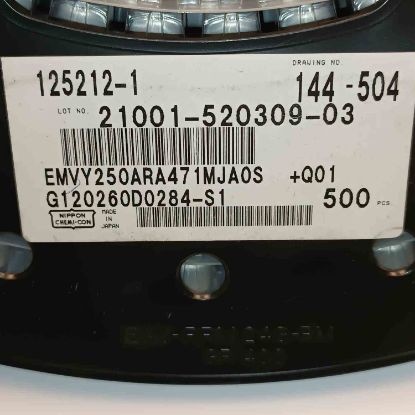 DRAWING NO.
125212-1 144-504
LOT NO. 21001-520309-03
EMVY250ARA471MJA0S +Q01
G120260D0284-S1 500 PCS.
NIPPON CHEMI-CON MADE IN JAPAN